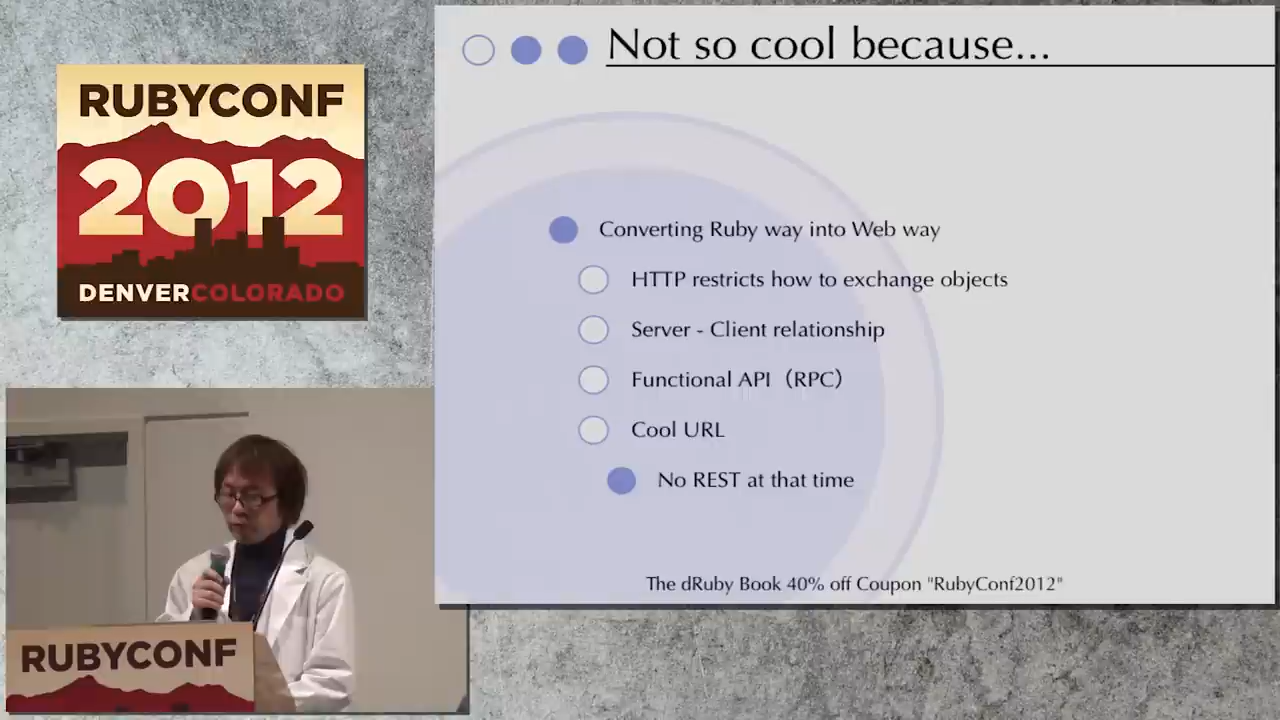 RUBYCONF
2012
DENVERCOLORADO
Not so cool because...
Converting Ruby way into Web way
HTTP restricts how to exchange objects
Server - Client relationship
Functional API（RPC）
Cool URL
No REST at that time
The dRuby Book 40% off Coupon "RubyConf2012"
RUBYCONF